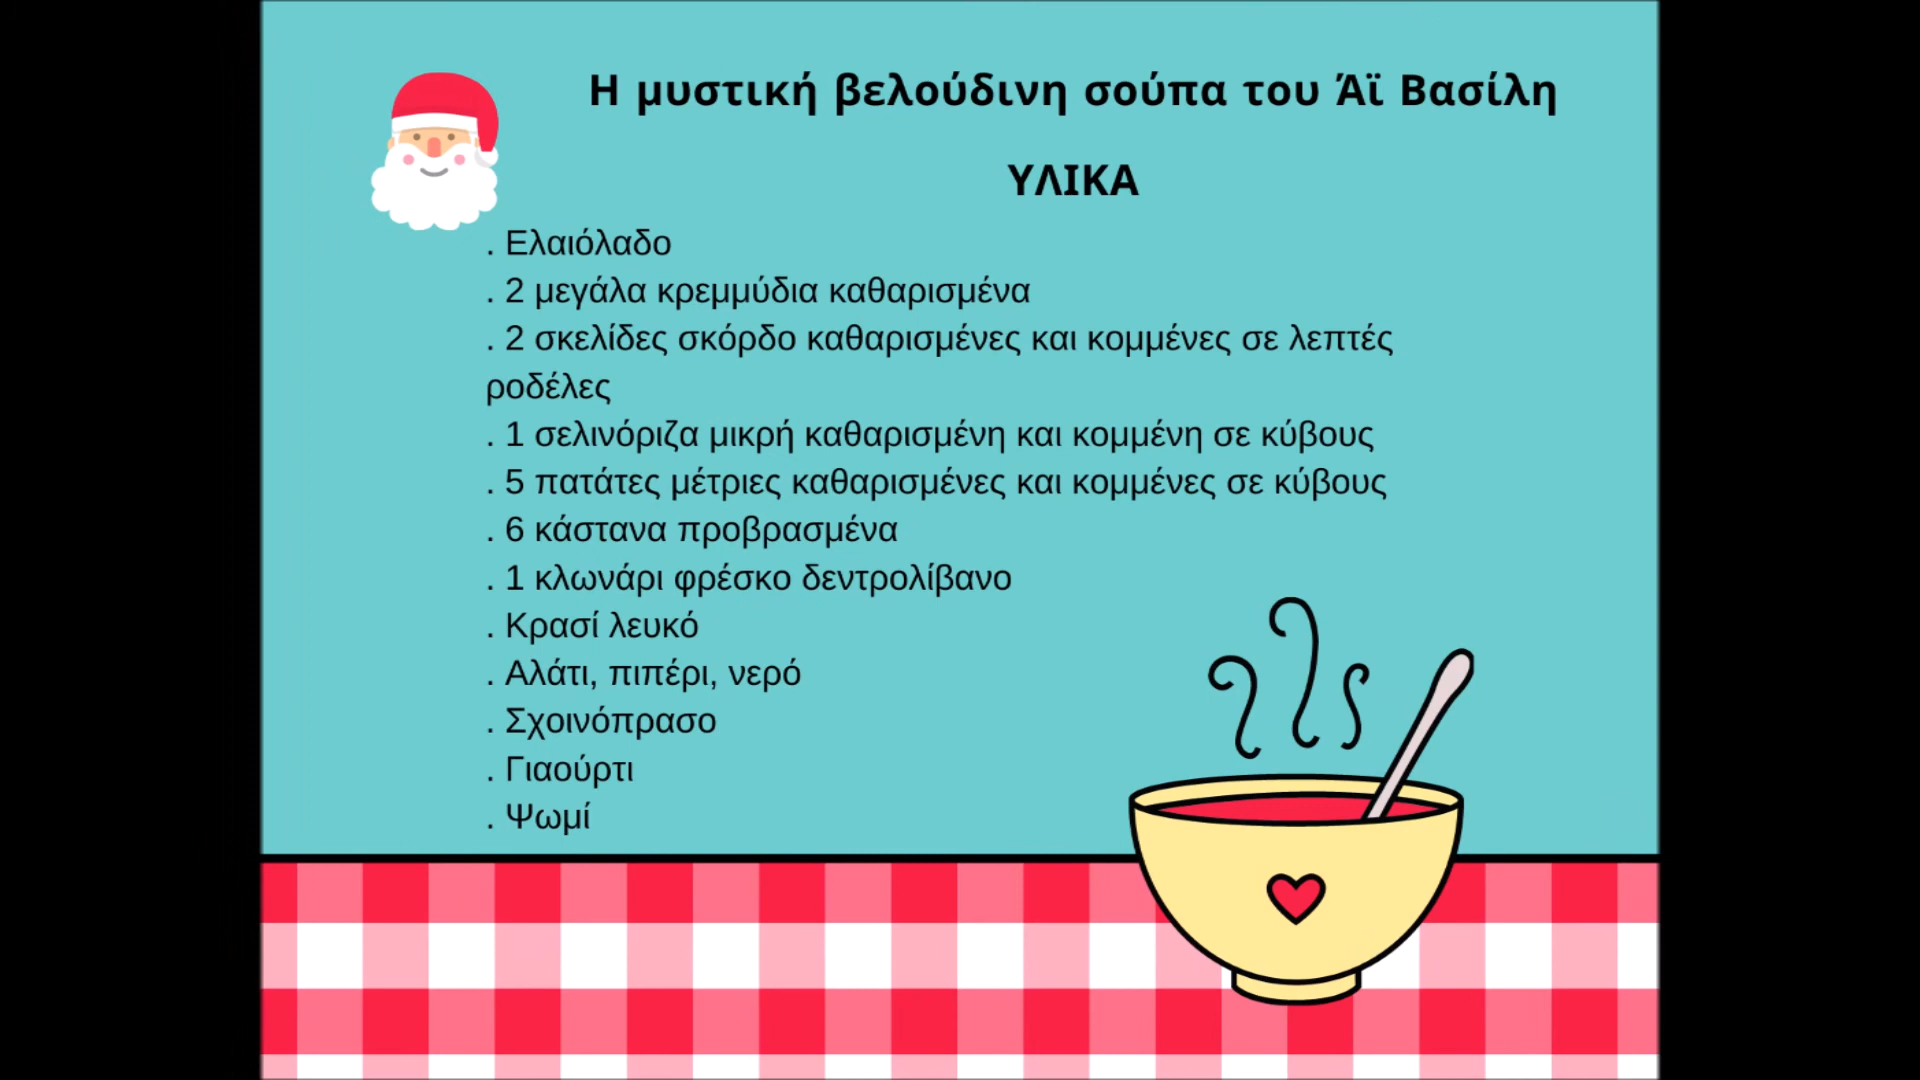 Η μυστική βελούδινη σούπα του Άϊ Βασίλη
ΥΛΙΚΑ
. Ελαιόλαδο
. 2 μεγάλα κρεμμύδια καθαρισμένα
. 2 σκελίδες σκόρδο καθαρισμένες και κομμένες σε λεπτές
ροδέλες
. 1 σελινόριζα μικρή καθαρισμένη και κομμένη σε κύβους
. 5 πατάτες μέτριες καθαρισμένες και κομμένες σε κύβους
. 6 κάστανα προβρασμένα
. 1 κλωνάρι φρέσκο δεντρολίβανο
. Κρασί λευκό
. Αλάτι, πιπέρι, νερό
. Σχοινόπρασο
. Γιαούρτι
. Ψωμί